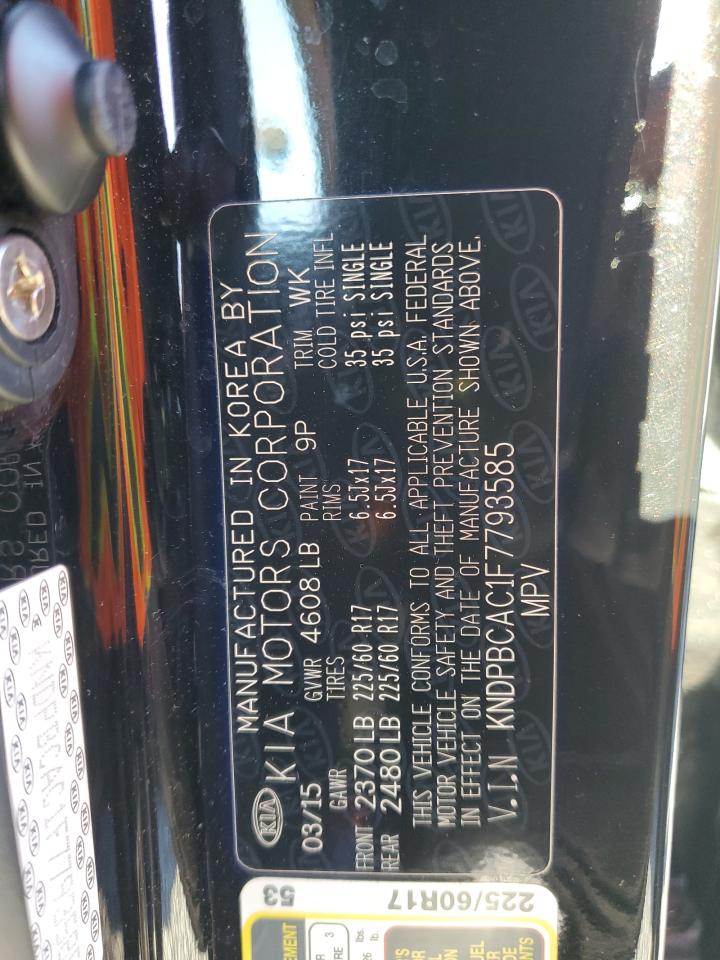 MANUFACTURED IN KOREA BY
KIA KIA MOTORS CORPORATION
03/15 GVWR 4608 LB PAINT 9P TRIM WK
GAWR TIRES RIMS COLD TIRE INFL
FRONT 2370 LB 225/60 R17 6.5Jx17 35 psi SINGLE
REAR 2480 LB 225/60 R17 6.5Jx17 35 psi SINGLE
THIS VEHICLE CONFORMS TO ALL APPLICABLE U.S.A. FEDERAL
MOTOR VEHICLE SAFETY AND THEFT PREVENTION STANDARDS
IN EFFECT ON THE DATE OF MANUFACTURE SHOWN ABOVE.
V.I.N KNDPBCAC1F7793585
MPV
53 225/60R17